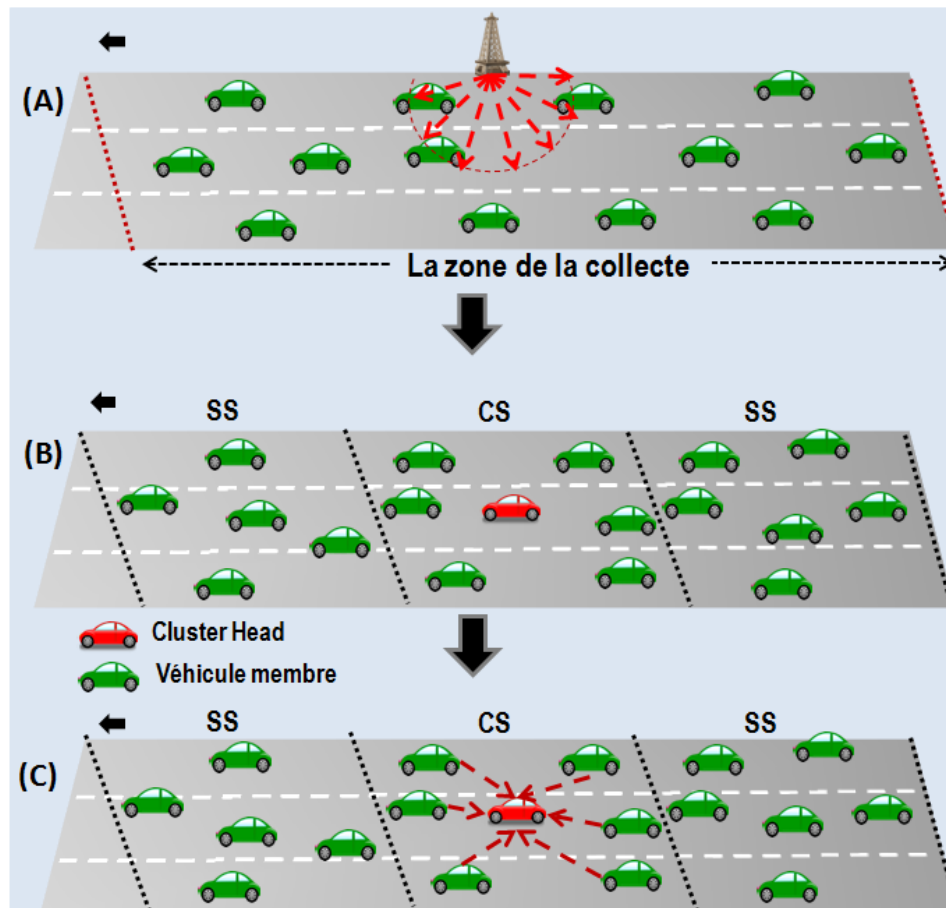 (A)
La zone de la collecte
SS CS SS
(B)
Cluster Head
Véhicule membre
SS CS SS
(C)